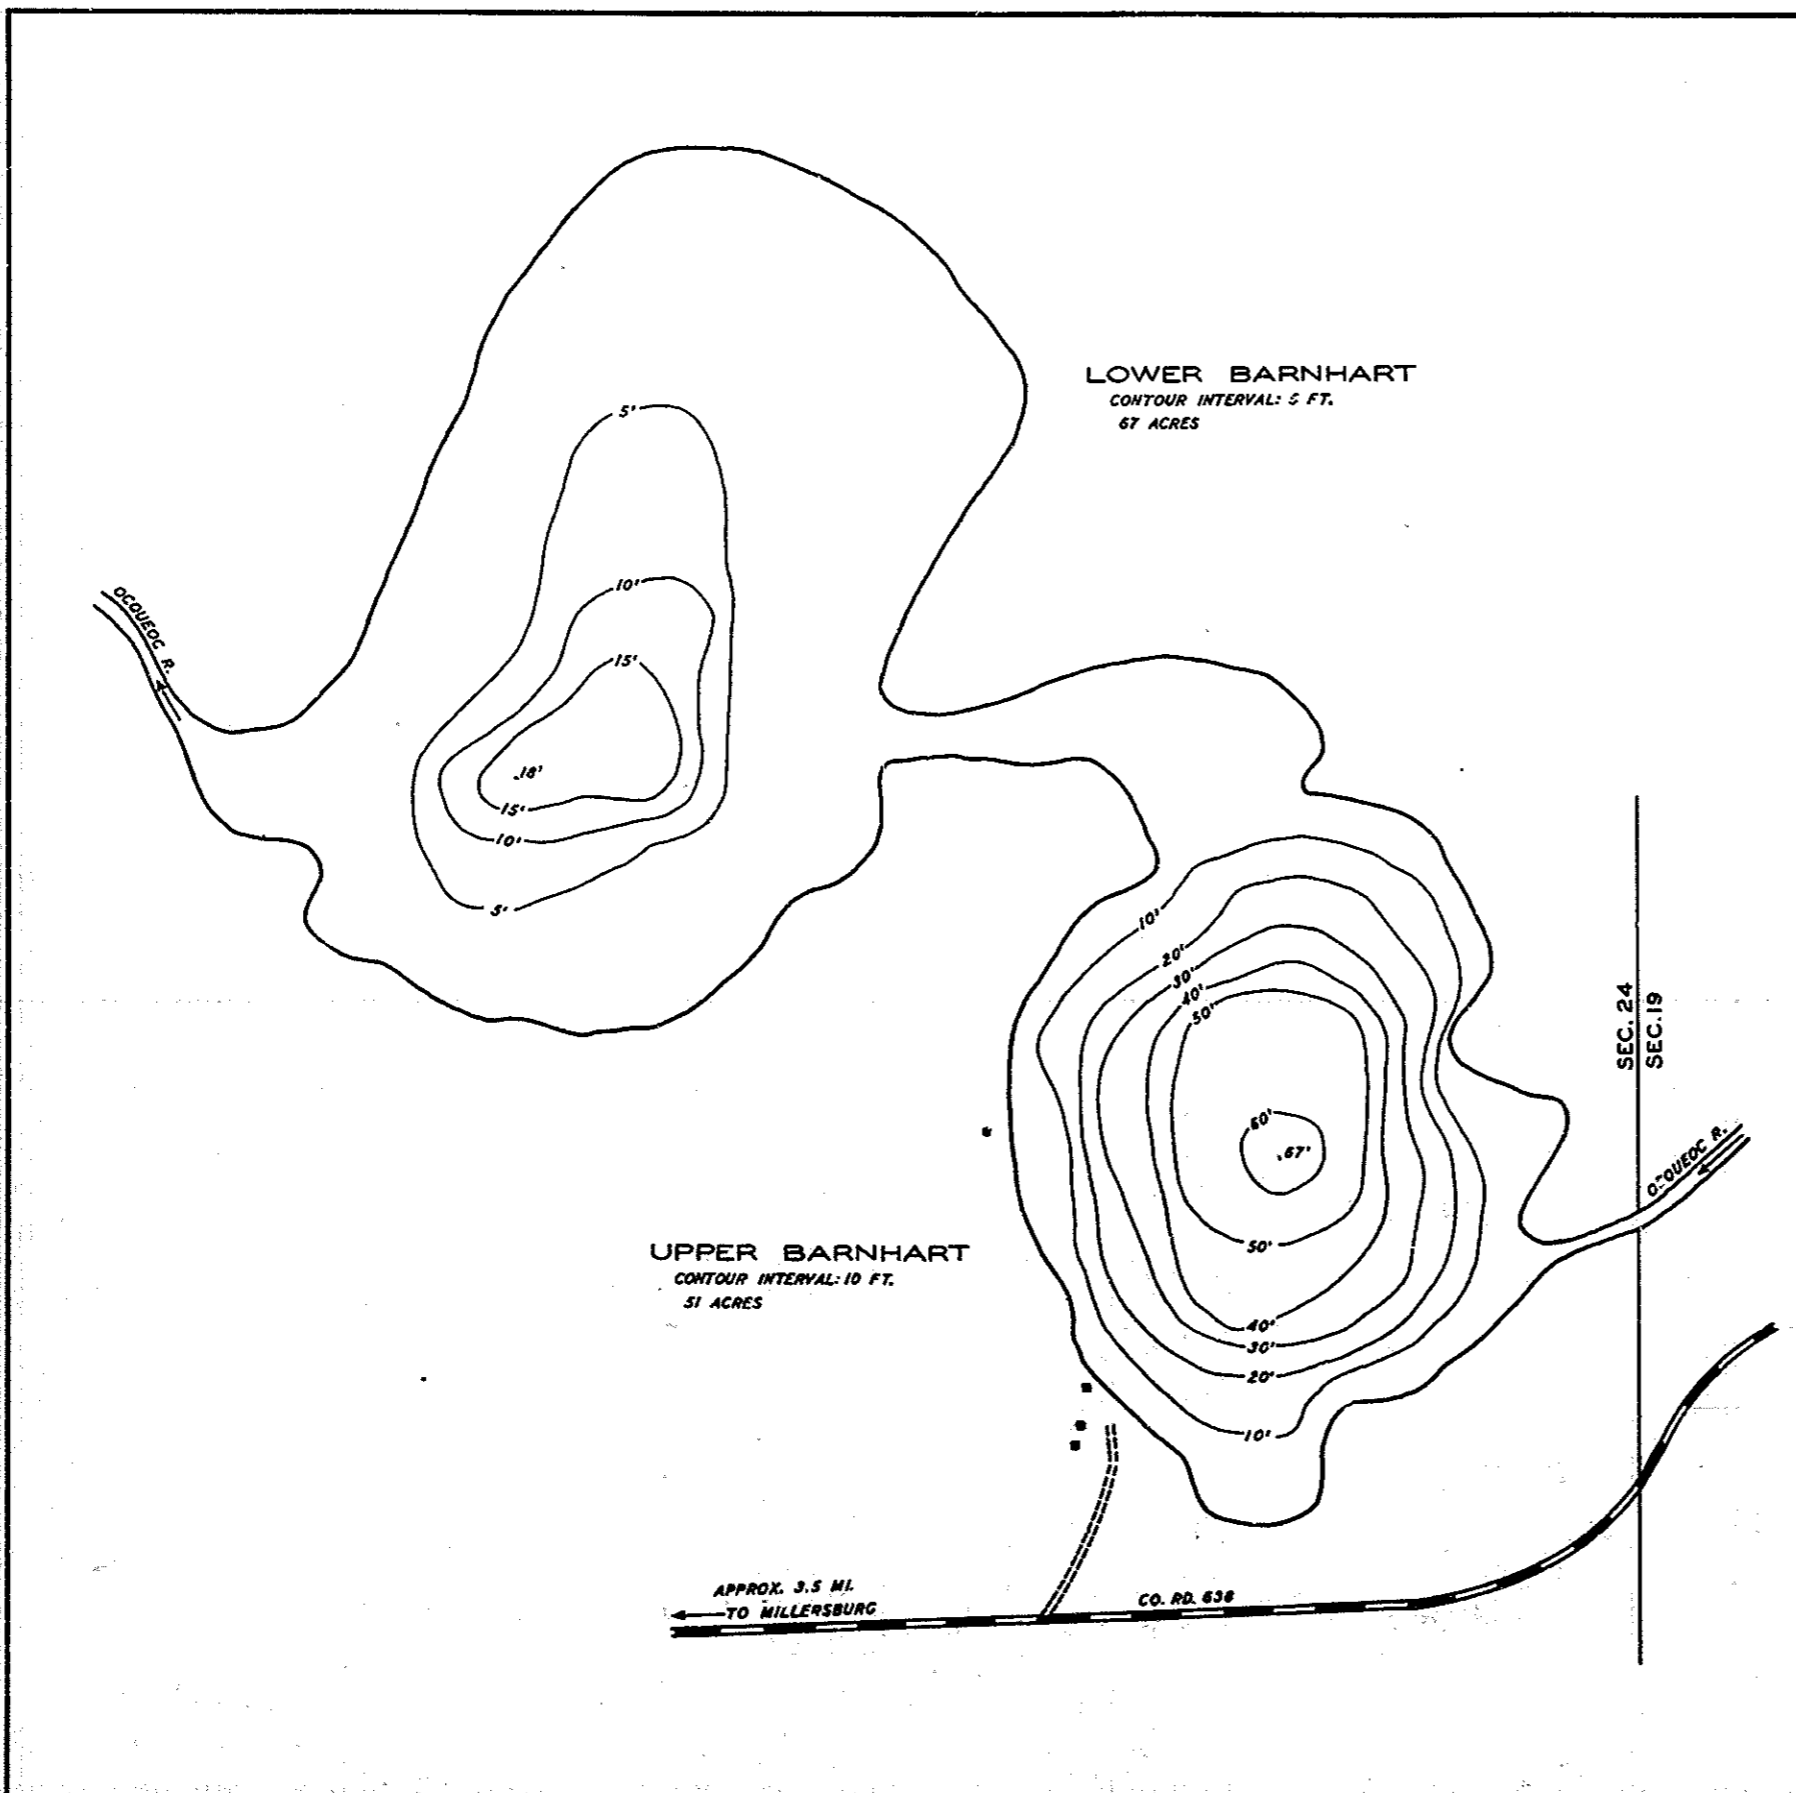 LOWER BARNHART
CONTOUR INTERVAL: 5 FT.
67 ACRES
5'
10'
15'
18'
15'
10'
5'
OCQUEOC R.
10'
20'
30'
40'
50'
60'
67'
50'
40'
30'
20'
10'
SEC. 24
SEC. 19
OCQUEOC R.
UPPER BARNHART
CONTOUR INTERVAL: 10 FT.
51 ACRES
APPROX. 3.5 MI.
TO MILLERSBURG
CO. RD. 638